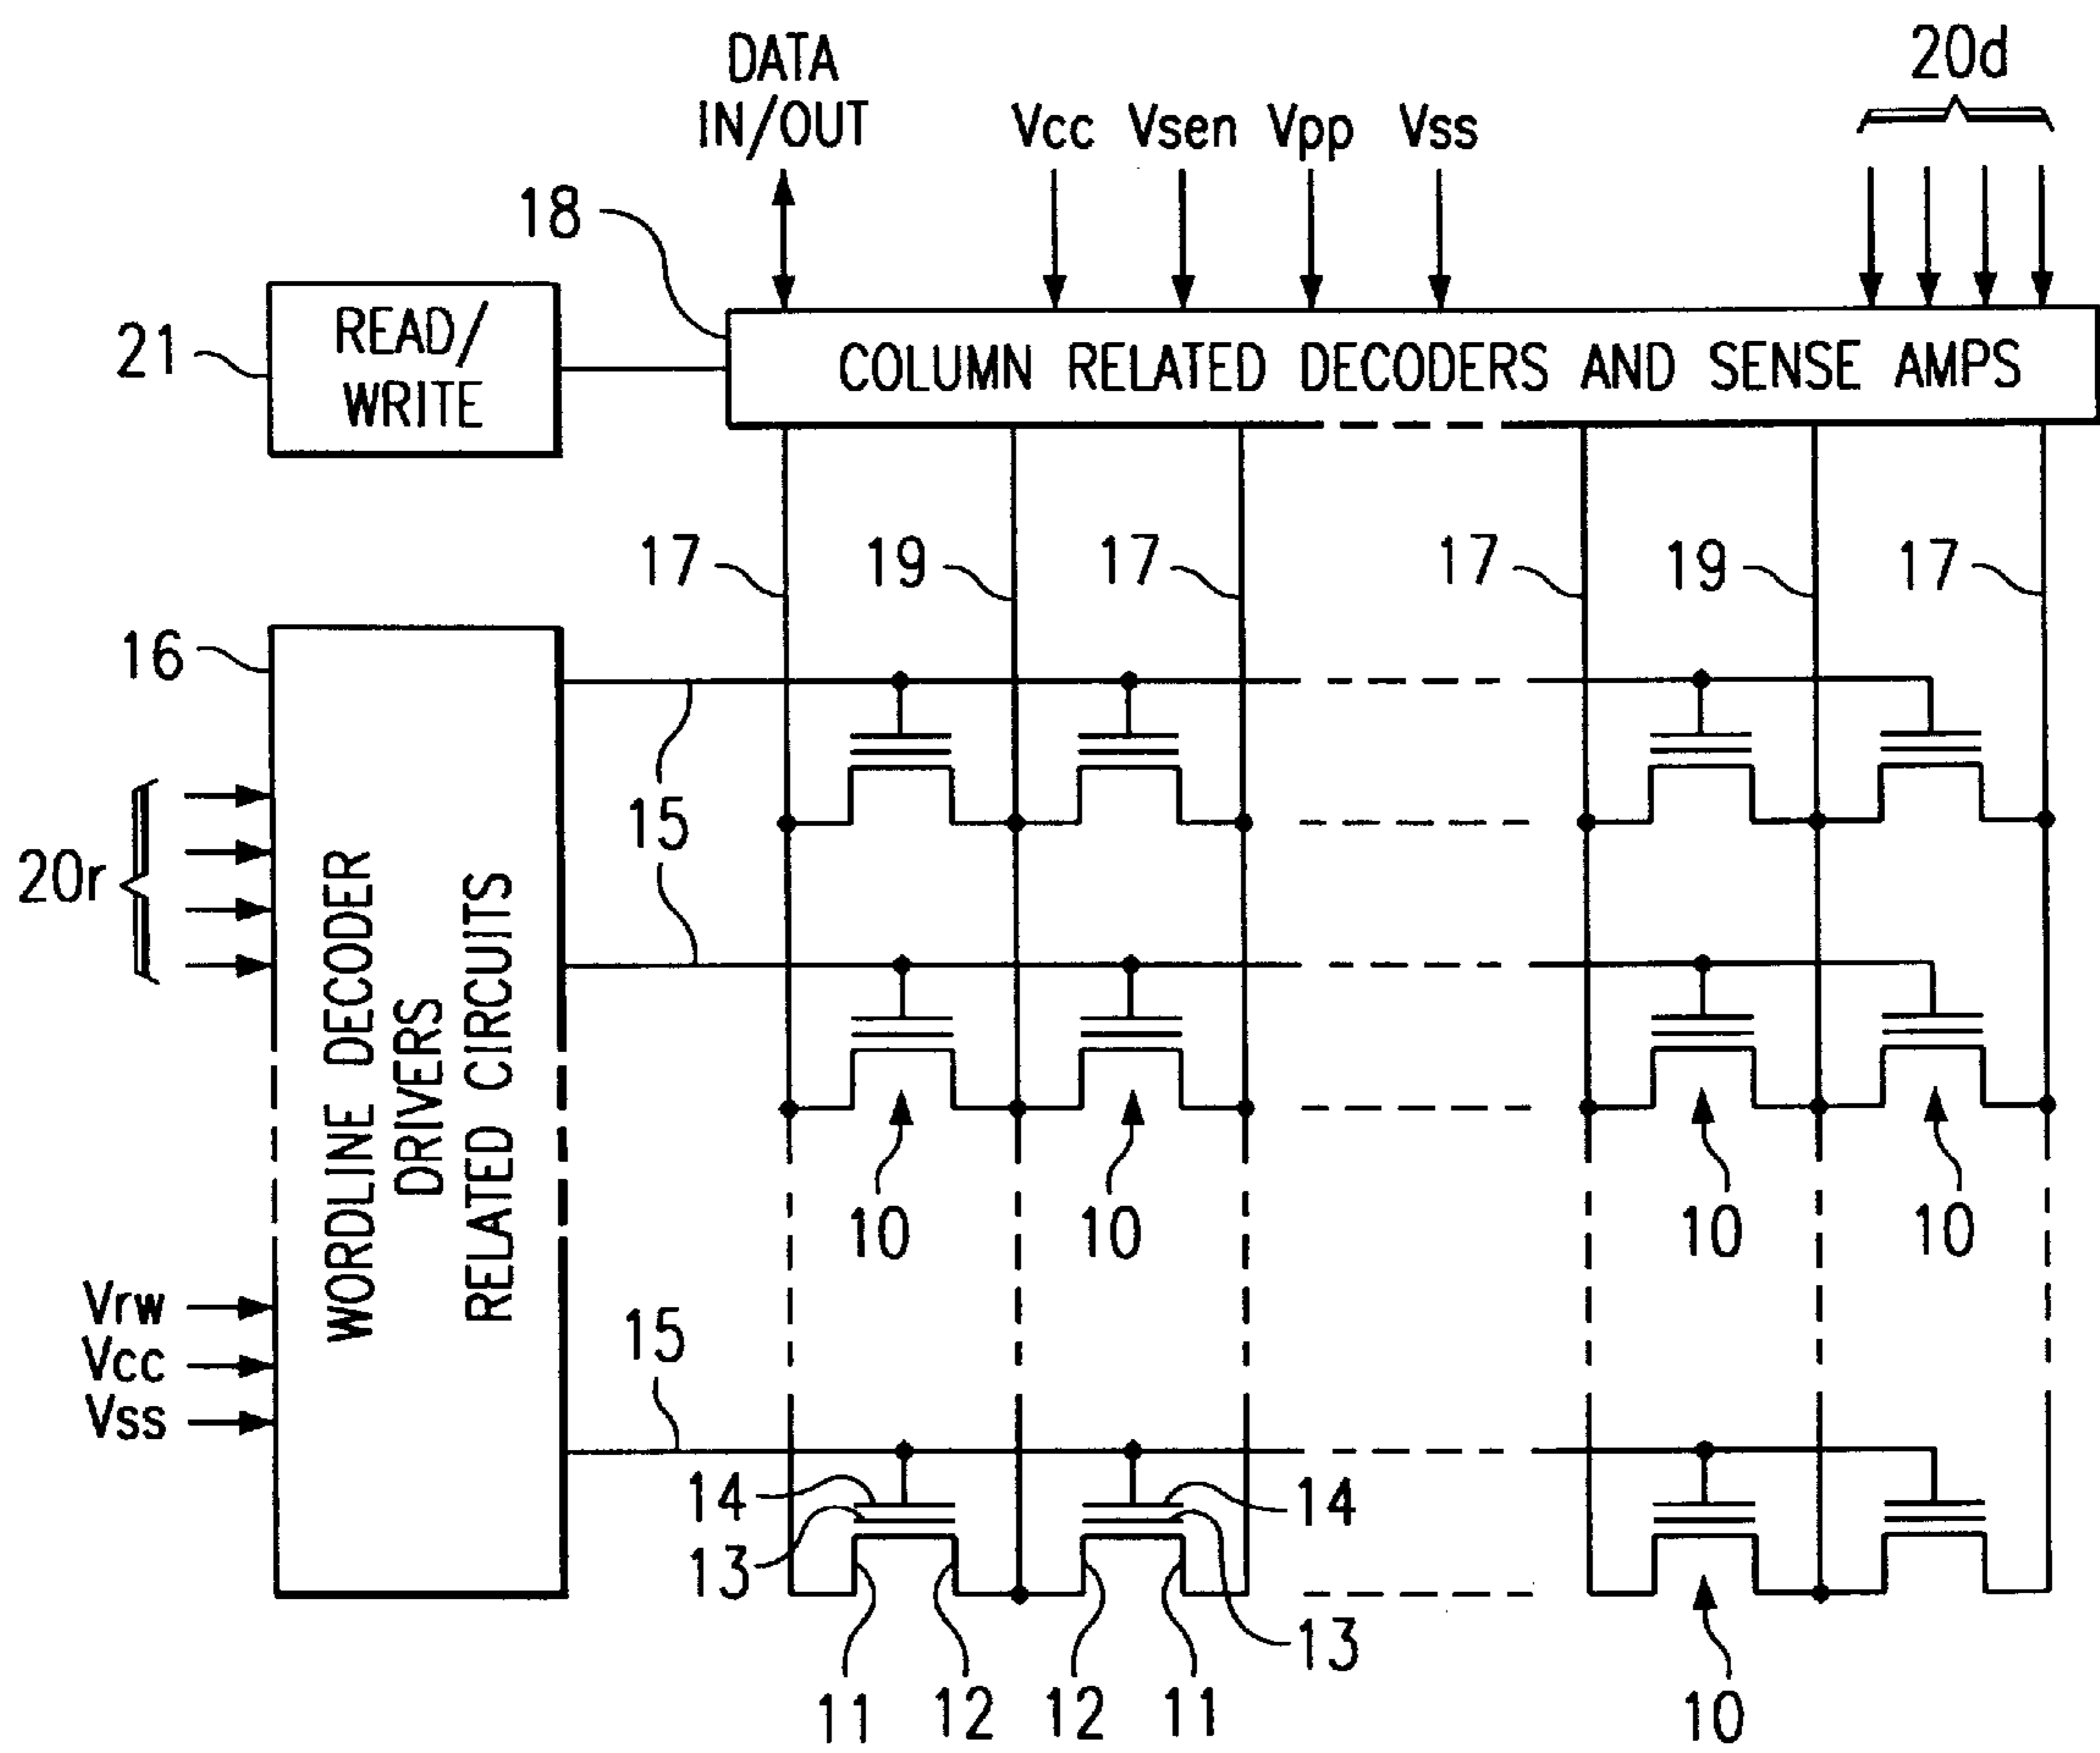 DATA
IN/OUT
Vcc Vsen Vpp Vss
20d
18
21
READ/
WRITE
COLUMN RELATED DECODERS AND SENSE AMPS
17 19 17 17 19 17
16
15
20r
WORDLINE DECODER
DRIVERS
RELATED CIRCUITS
10 10 10 10
Vrw
Vcc
Vss
15
14 14
13 13
11 12 12 11 10